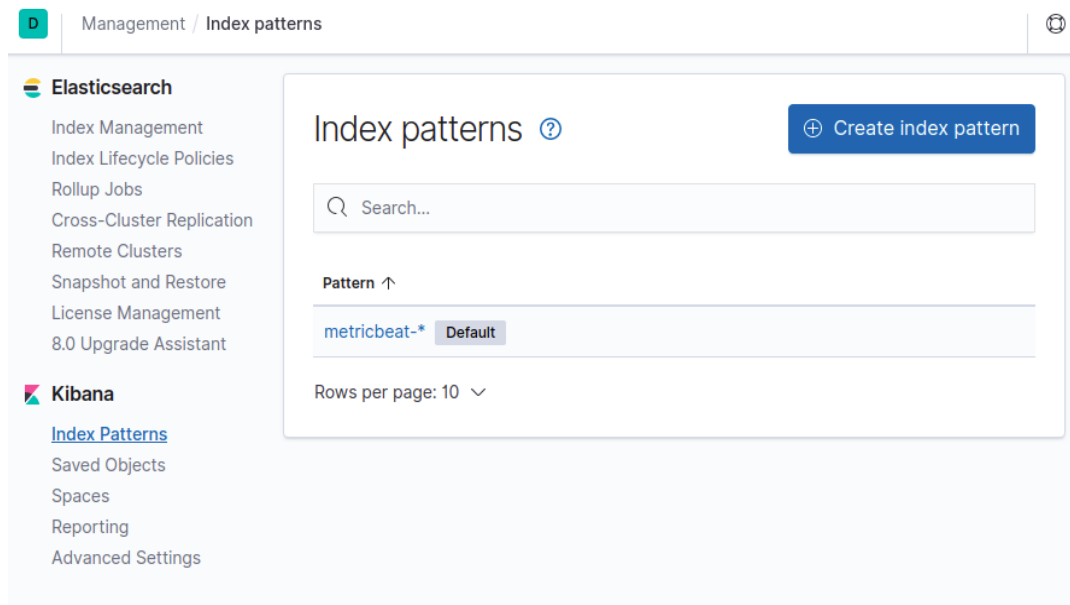 D Management / Index patterns
Elasticsearch
Index Management
Index Lifecycle Policies
Rollup Jobs
Cross-Cluster Replication
Remote Clusters
Snapshot and Restore
License Management
8.0 Upgrade Assistant
Kibana
Index Patterns
Saved Objects
Spaces
Reporting
Advanced Settings
Index patterns ?
Create index pattern
Search...
Pattern ↑
metricbeat-* Default
Rows per page: 10